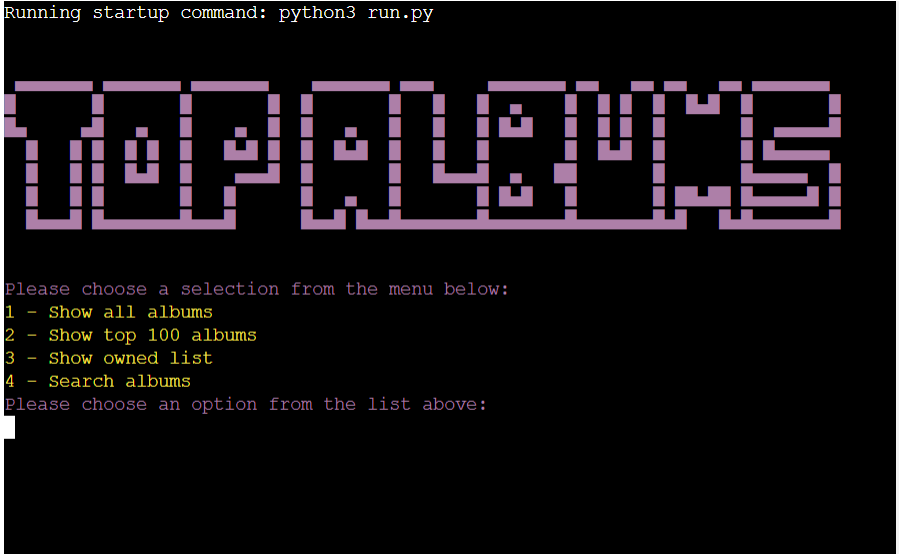 Running startup command: python3 run.py
TOP ALBUMS
Please choose a selection from the menu below:
1 - Show all albums
2 - Show top 100 albums
3 - Show owned list
4 - Search albums
Please choose an option from the list above: